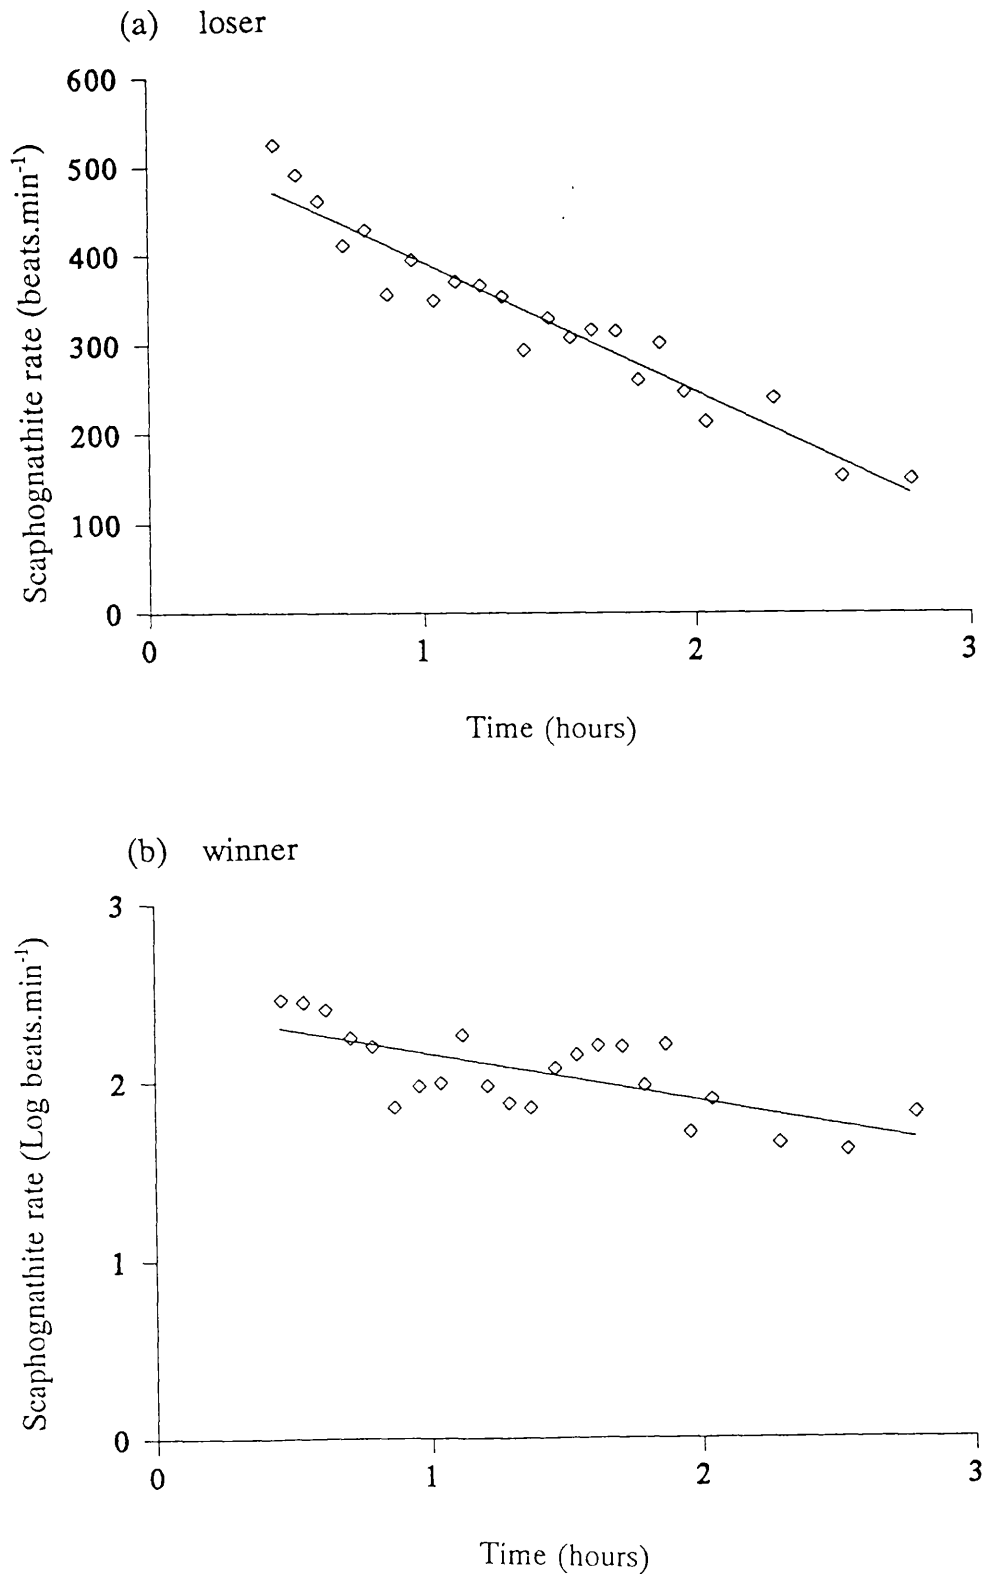 (a) loser
600
500
400
300
200
100
0
Scaphognathite rate (beats.min⁻¹)
0 1 2 3
Time (hours)
(b) winner
3
2
1
0
Scaphognathite rate (Log beats.min⁻¹)
0 1 2 3
Time (hours)